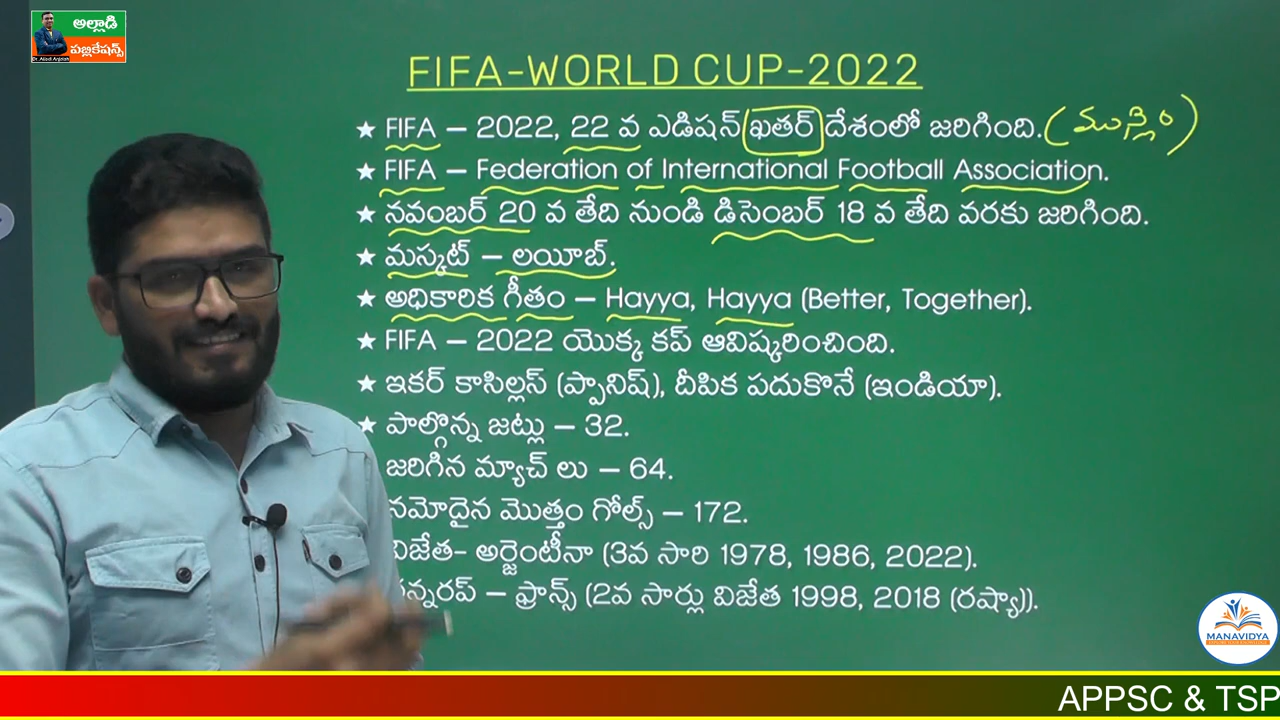 అల్లాడి
పబ్లికేషన్స్
Dr. Alladi Anjaiah
FIFA-WORLD CUP-2022
★ FIFA – 2022, 22 వ ఎడిషన్ ఖతర్ దేశంలో జరిగింది. (ముస్లిం)
★ FIFA – Federation of International Football Association.
★ నవంబర్ 20 వ తేది నుండి డిసెంబర్ 18 వ తేది వరకు జరిగింది.
★ మస్కట్ – లయీబ్.
★ అధికారిక గీతం – Hayya, Hayya (Better, Together).
★ FIFA – 2022 యొక్క కప్ ఆవిష్కరించింది.
★ ఇకర్ కాసిల్లస్ (ప్పానిష్), దీపిక పదుకొనే (ఇండియా).
★ పాల్గొన్న జట్లు – 32.
జరిగిన మ్యాచ్ లు – 64.
నమోదైన మొత్తం గోల్స్ – 172.
విజేత– అర్జెంటీనా (3వ సారి 1978, 1986, 2022).
న్నరప్ – ఫ్రాన్స్ (2వ సార్లు విజేత 1998, 2018 (రష్యా)).
MANAVIDYA
APPSC & TSP